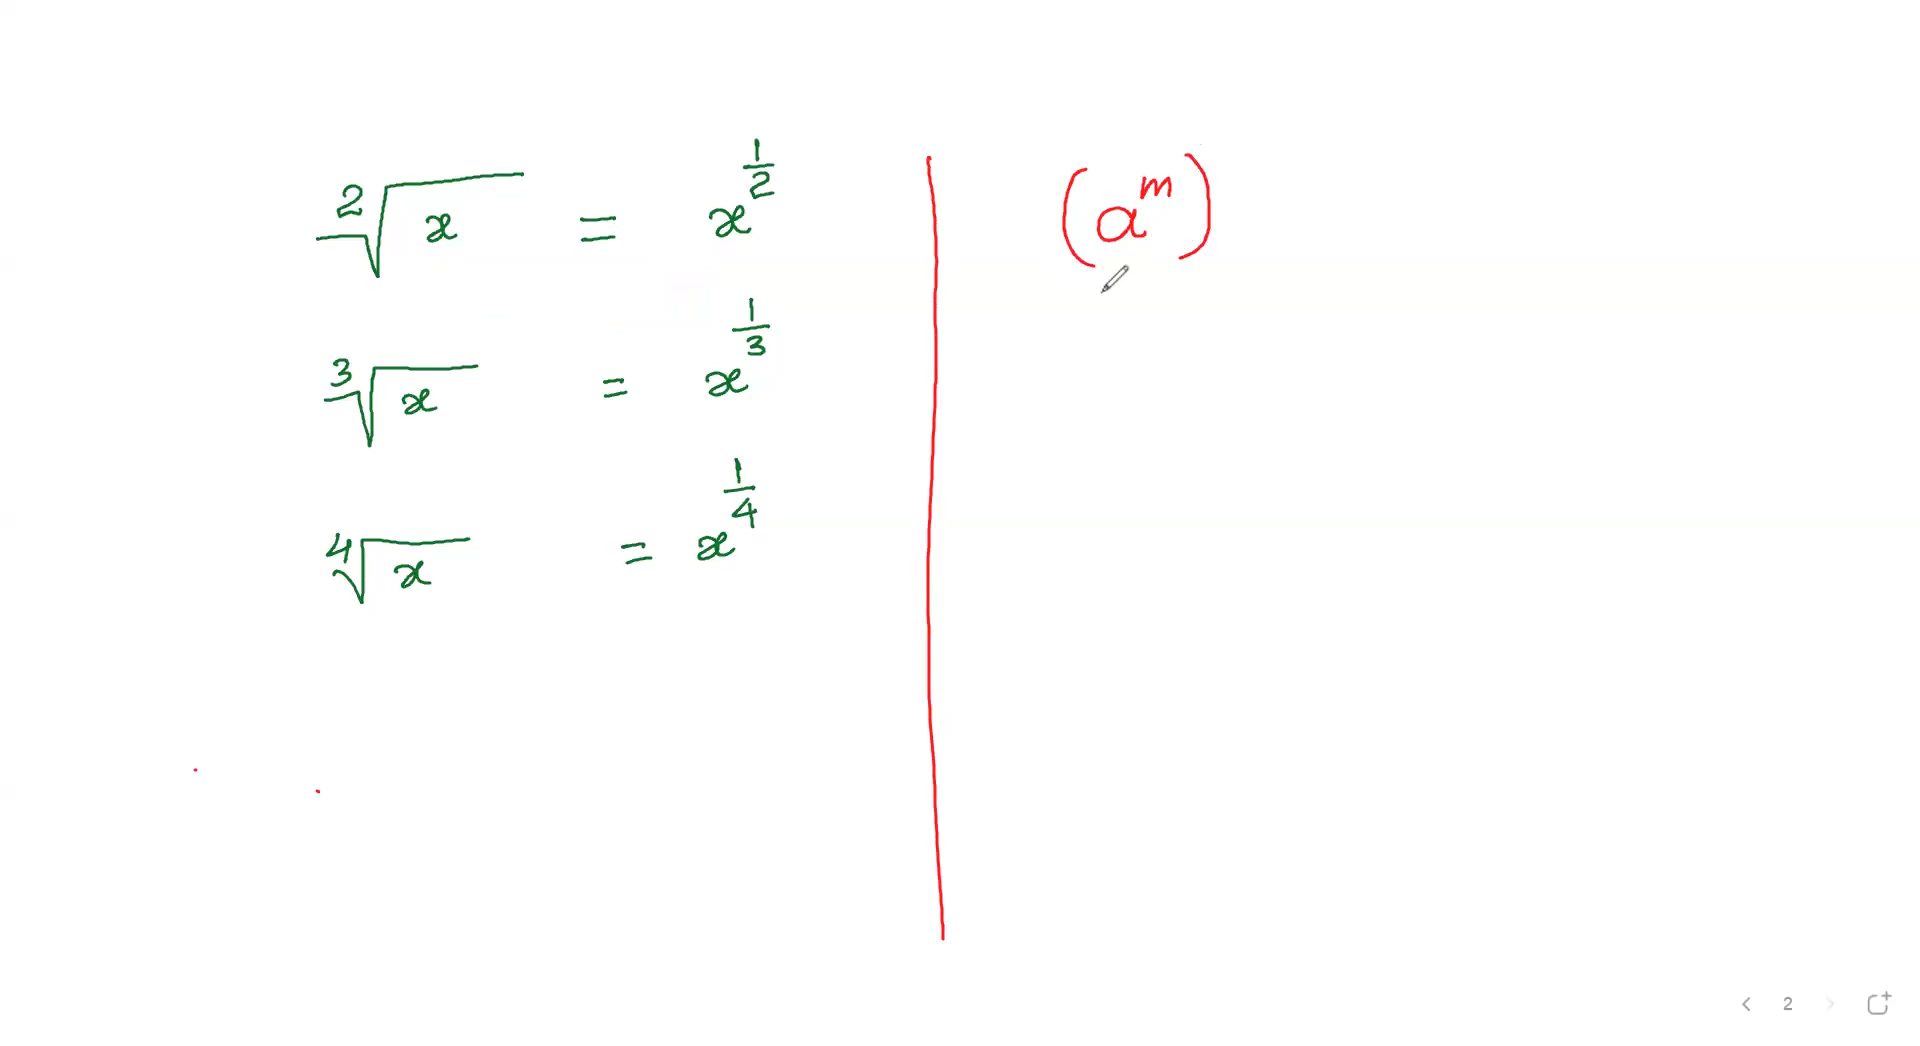 ²√x = x^(1/2)
³√x = x^(1/3)
⁴√x = x^(1/4)
(a^m)
2